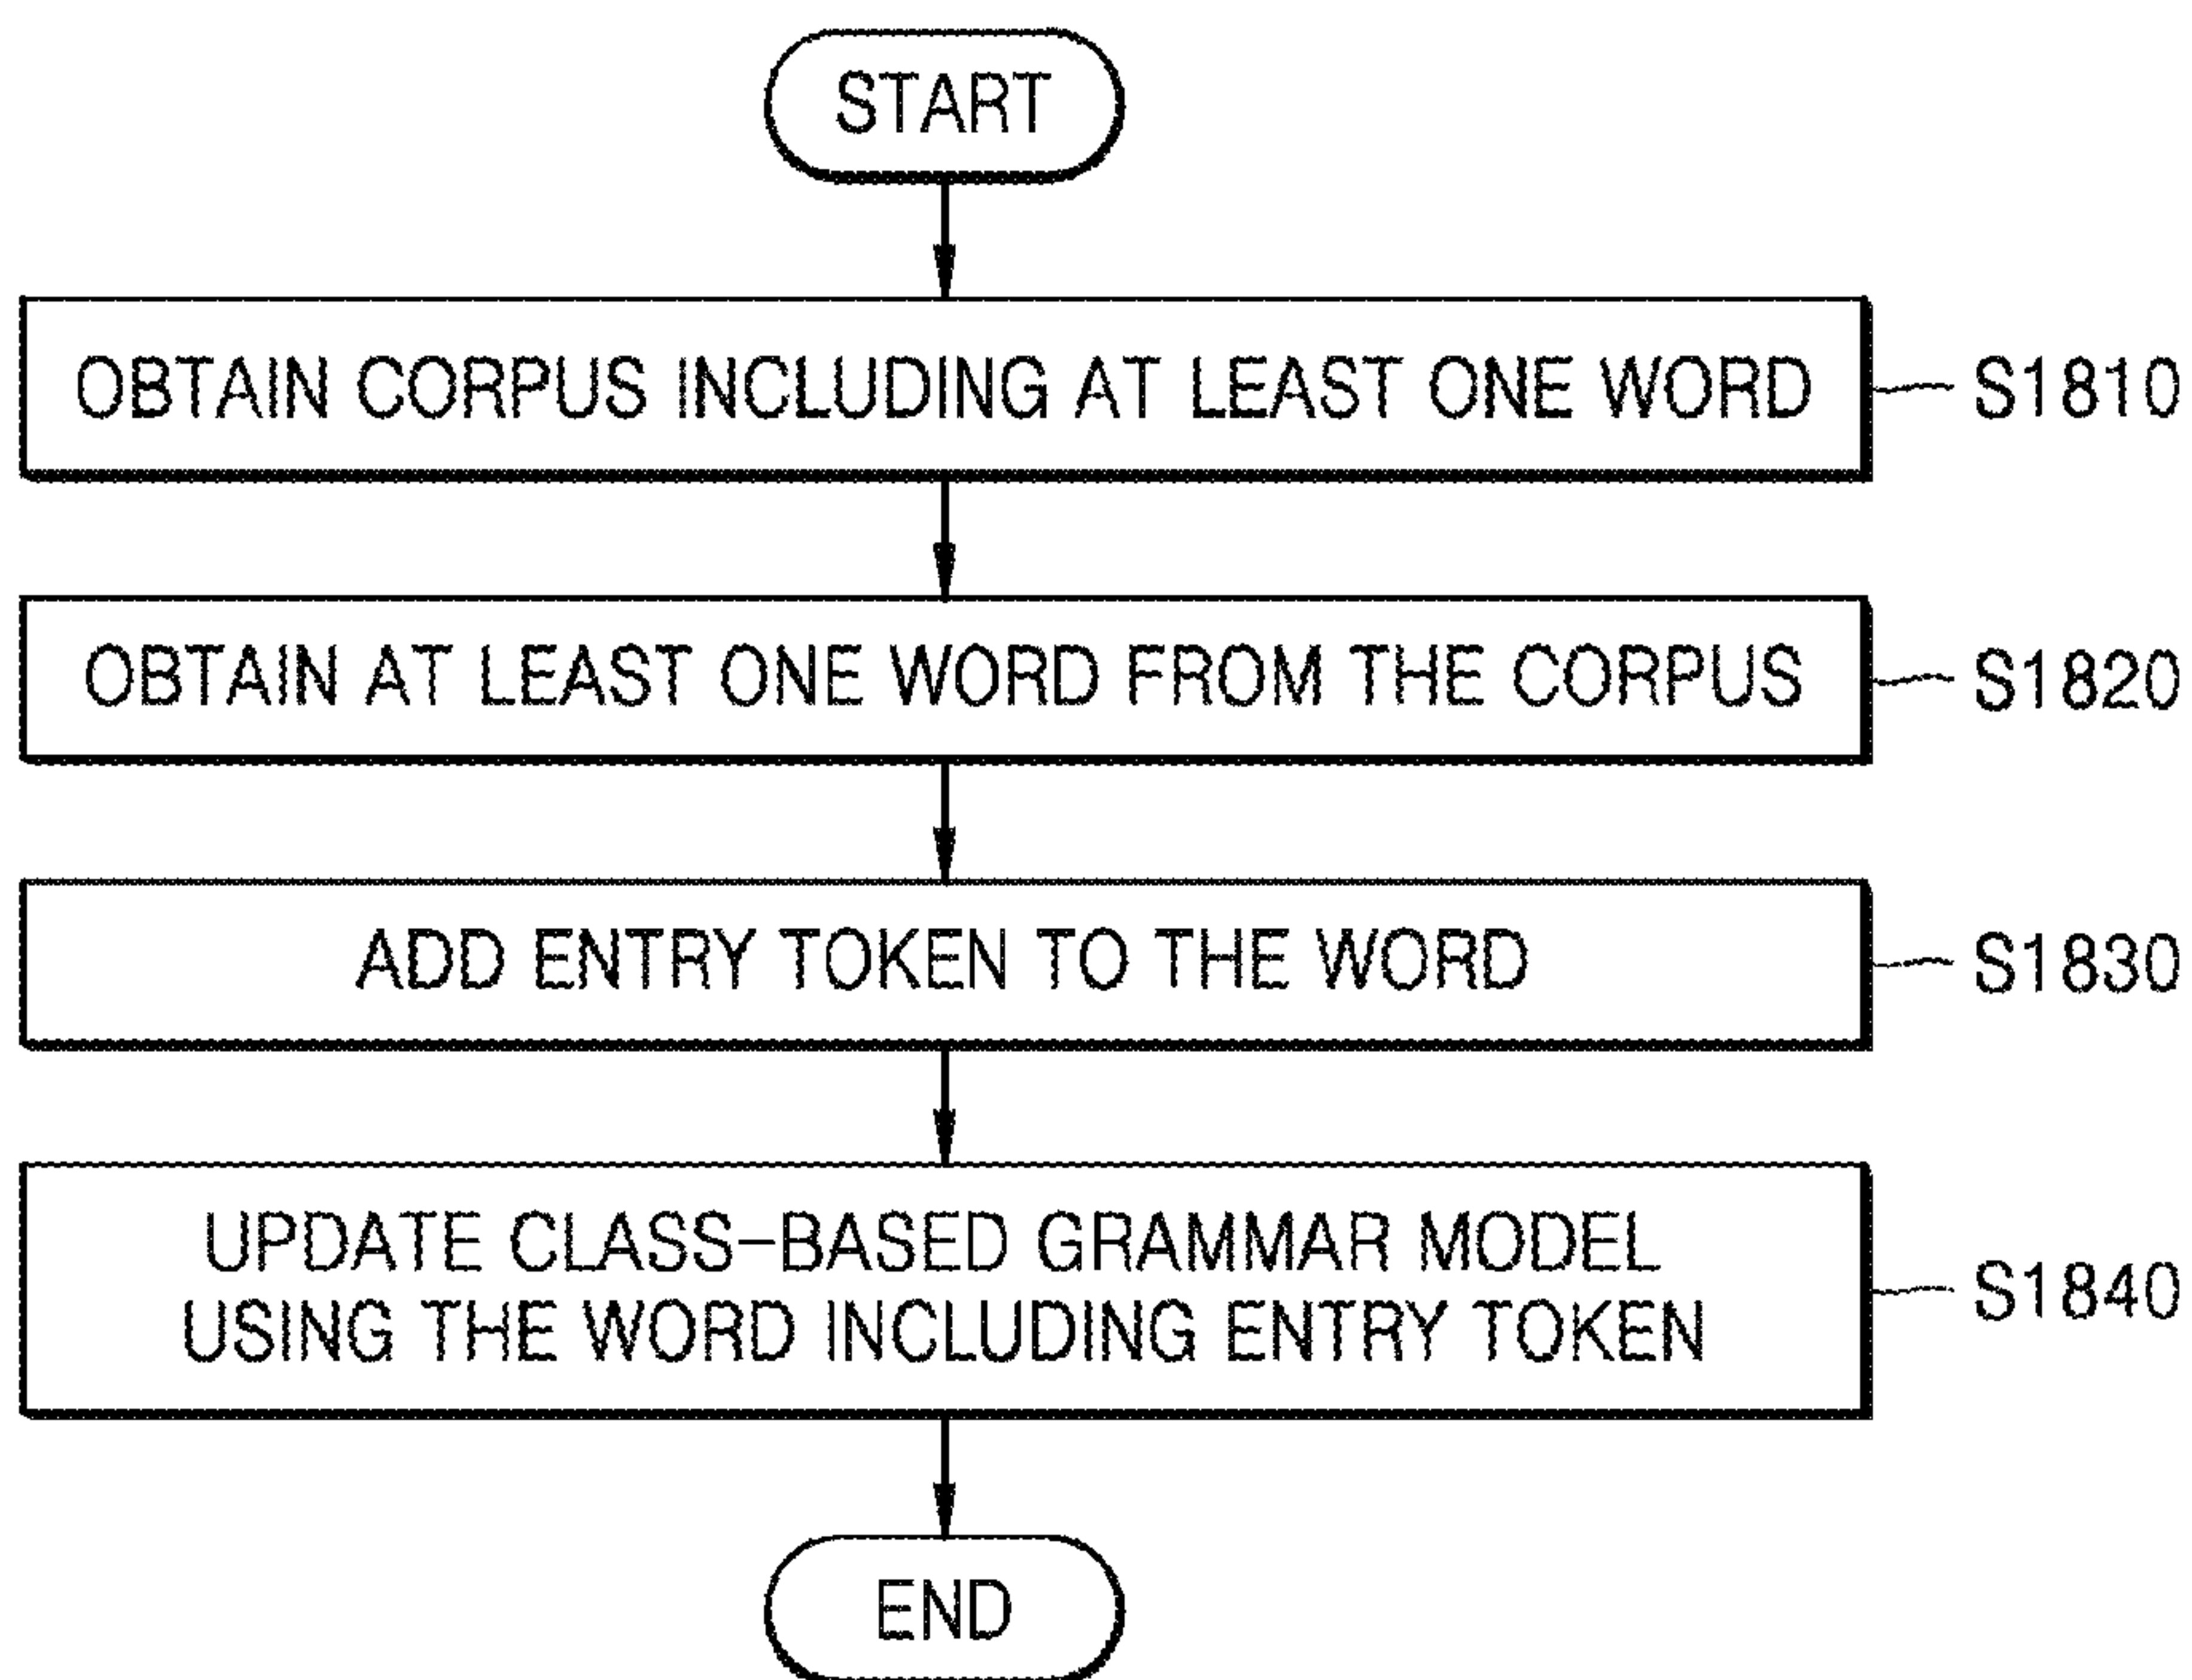 START
OBTAIN CORPUS INCLUDING AT LEAST ONE WORD
S1810
OBTAIN AT LEAST ONE WORD FROM THE CORPUS
S1820
ADD ENTRY TOKEN TO THE WORD
S1830
UPDATE CLASS-BASED GRAMMAR MODEL
USING THE WORD INCLUDING ENTRY TOKEN
S1840
END